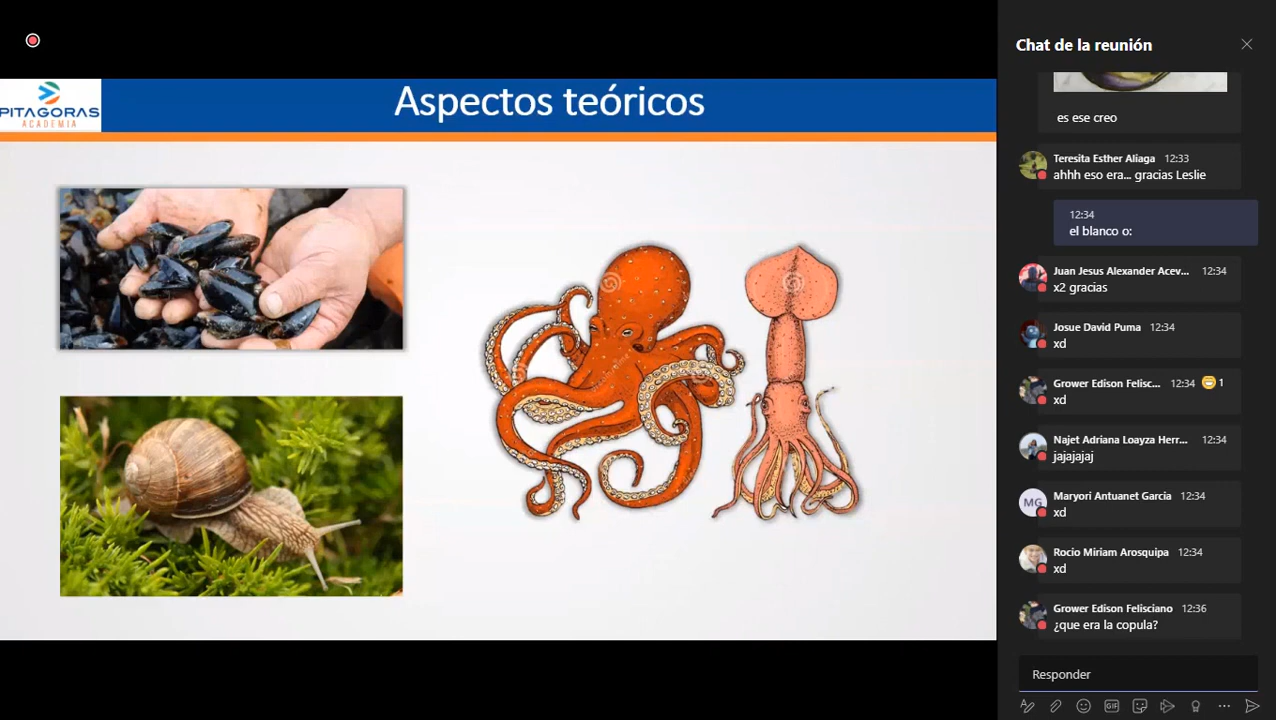 PITAGORAS
ACADEMIA
Aspectos teóricos
Chat de la reunión
es ese creo
Teresita Esther Aliaga 12:33
ahhh eso era... gracias Leslie
12:34
el blanco o:
Juan Jesus Alexander Acev... 12:34
x2 gracias
Josue David Puma 12:34
xd
Grower Edison Felisc... 12:34 1
xd
Najet Adriana Loayza Herr... 12:34
jajajajaj
MG
Maryori Antuanet Garcia 12:34
xd
Rocio Miriam Arosquipa 12:34
xd
Grower Edison Felisciano 12:36
¿que era la copula?
Responder
GIF